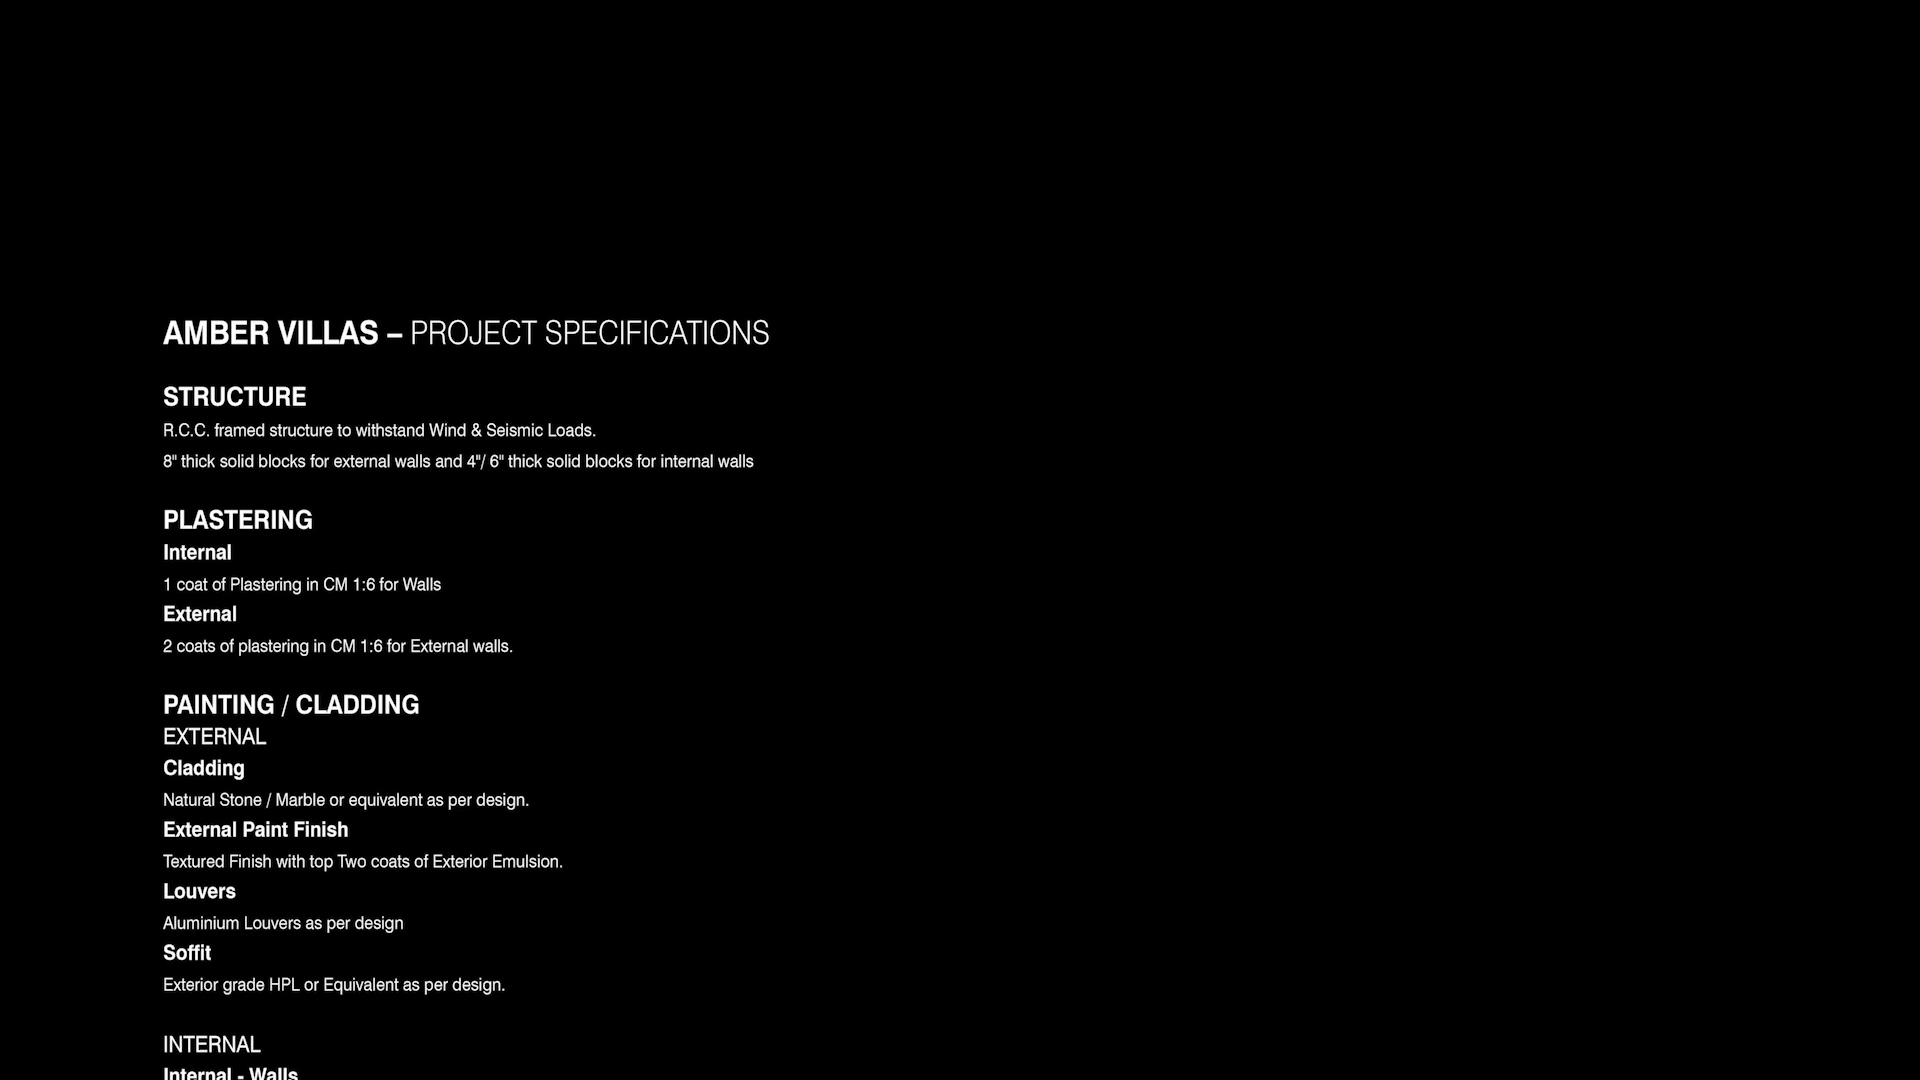 AMBER VILLAS – PROJECT SPECIFICATIONS
STRUCTURE
R.C.C. framed structure to withstand Wind & Seismic Loads.
8" thick solid blocks for external walls and 4"/ 6" thick solid blocks for internal walls
PLASTERING
Internal
1 coat of Plastering in CM 1:6 for Walls
External
2 coats of plastering in CM 1:6 for External walls.
PAINTING / CLADDING
EXTERNAL
Cladding
Natural Stone / Marble or equivalent as per design.
External Paint Finish
Textured Finish with top Two coats of Exterior Emulsion.
Louvers
Aluminium Louvers as per design
Soffit
Exterior grade HPL or Equivalent as per design.
INTERNAL
Internal - Walls